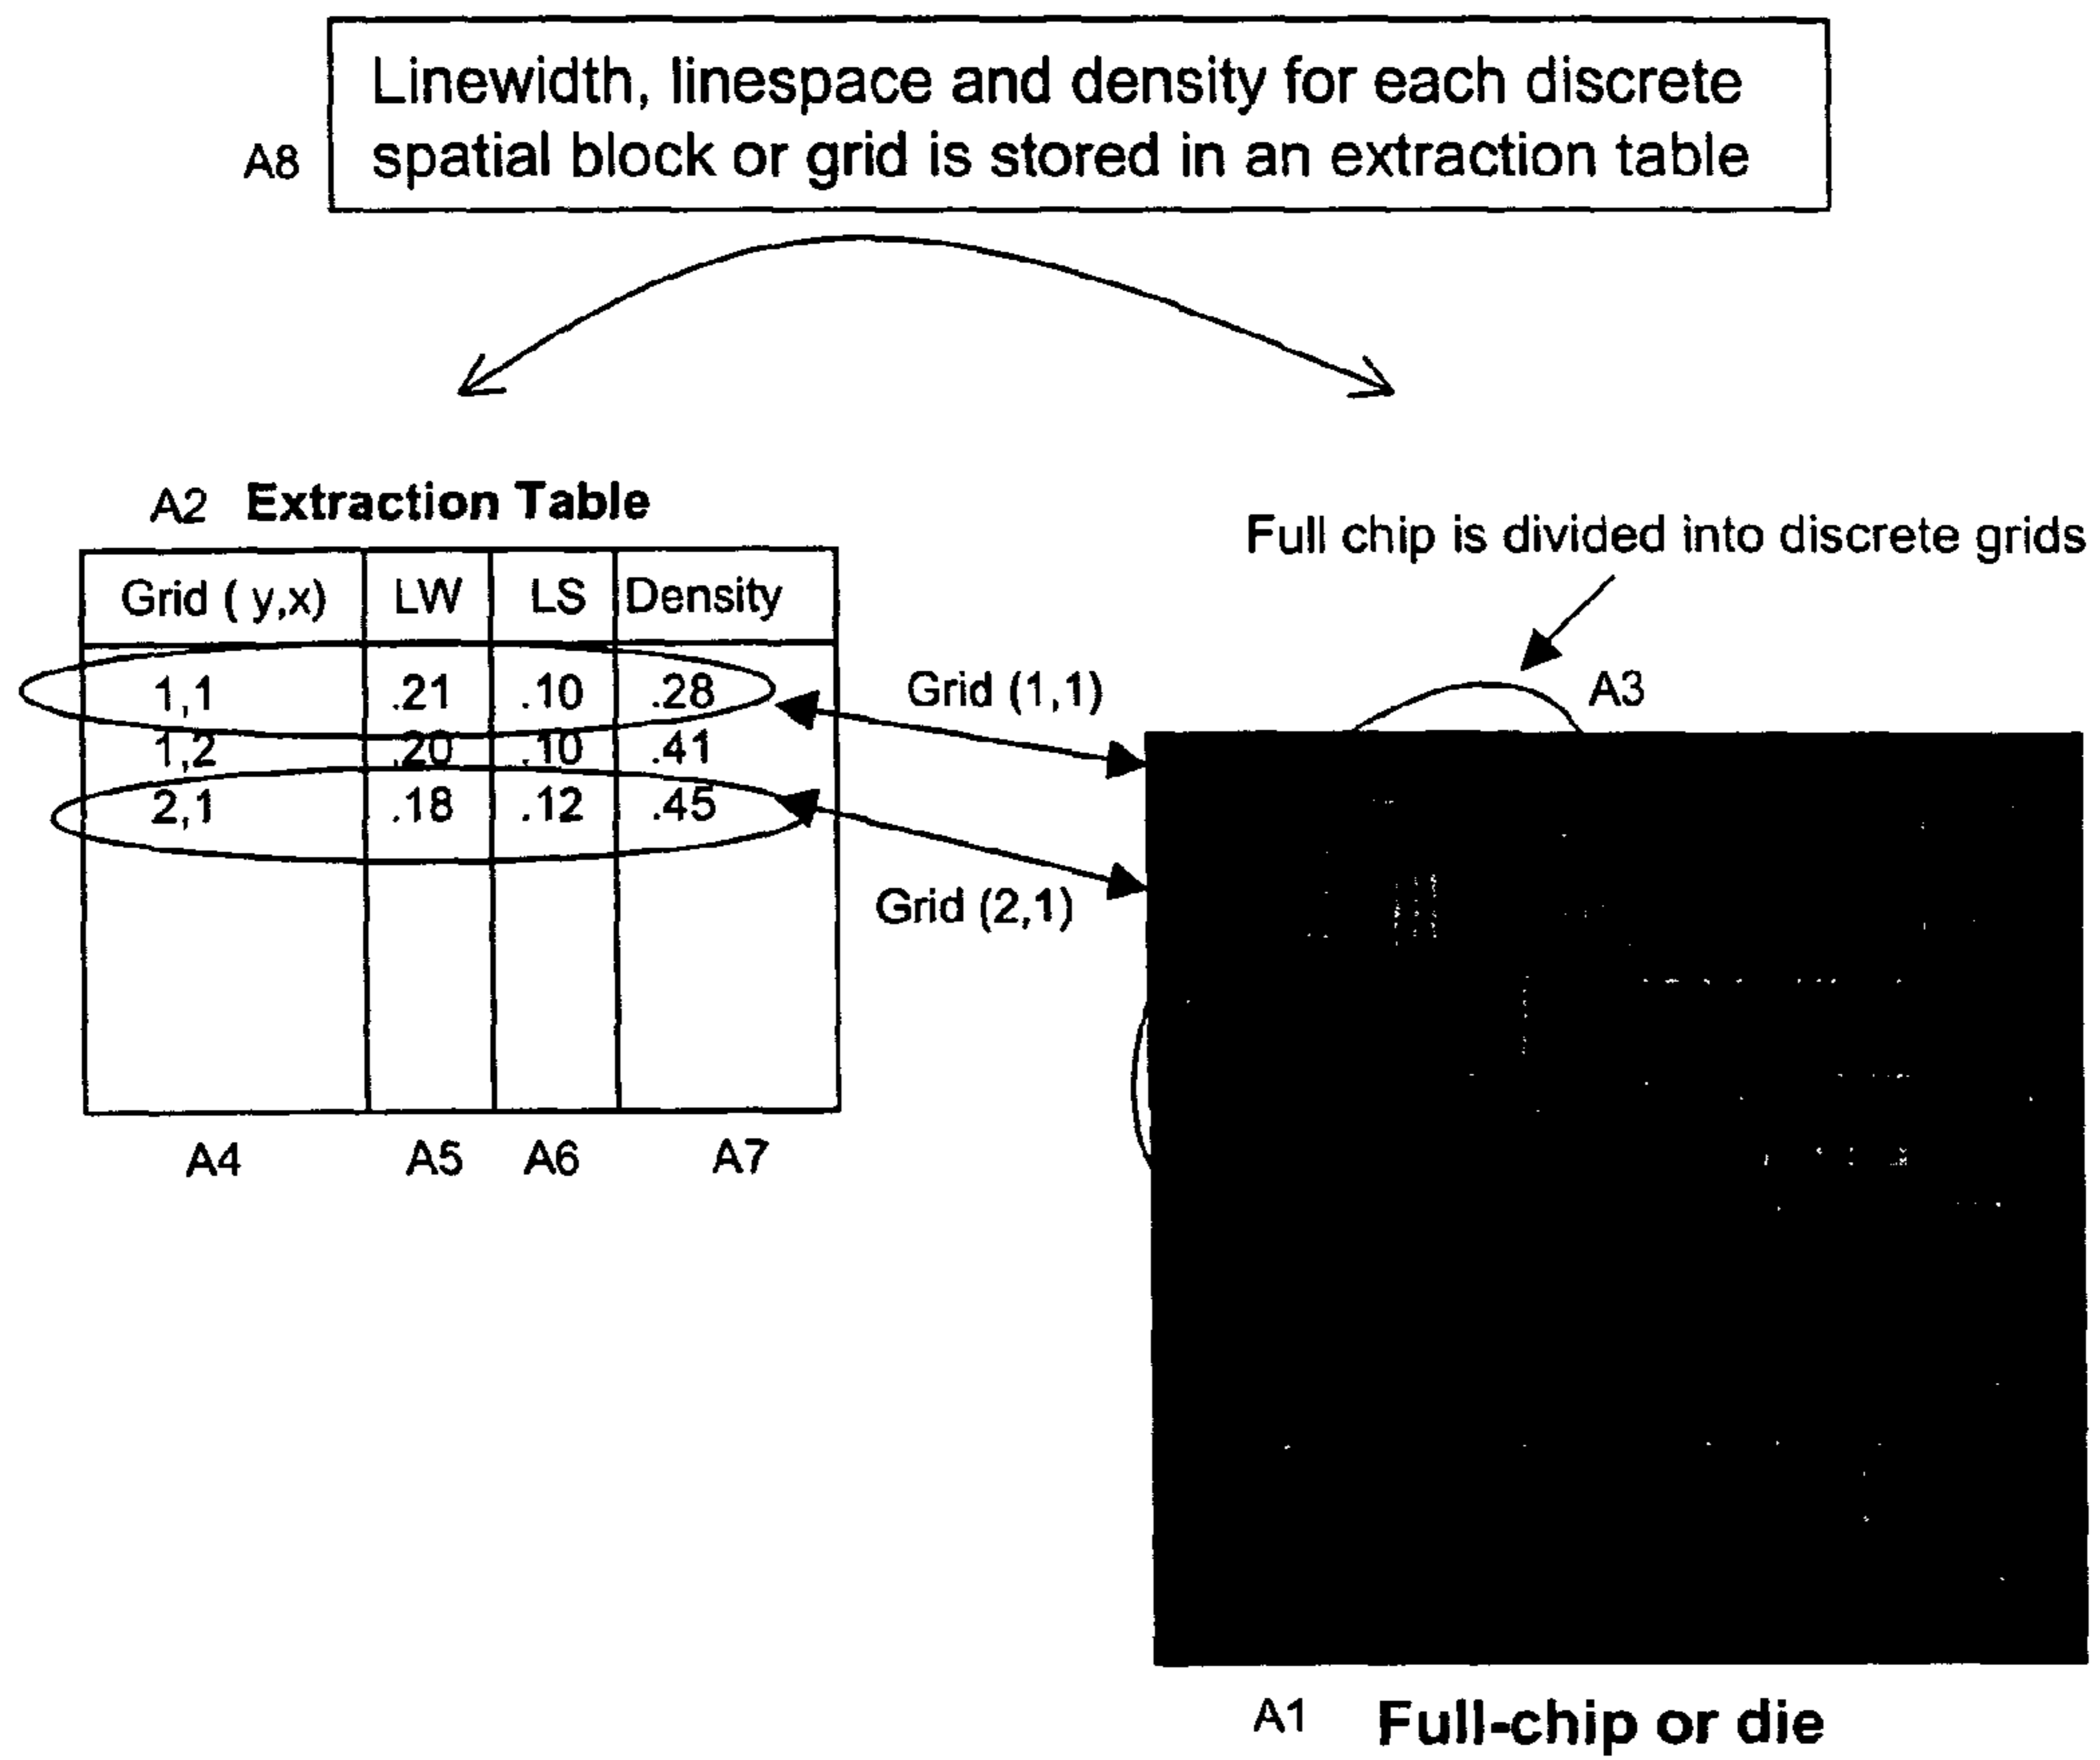 Linewidth, linespace and density for each discrete
spatial block or grid is stored in an extraction table
A8
A2 Extraction Table
Full chip is divided into discrete grids
Grid ( y,x) LW LS Density
1,1 .21 .10 .28
1,2 .20 .10 .41
2,1 .18 .12 .45
Grid (1,1)
A3
Grid (2,1)
A4 A5 A6 A7
A1 Full-chip or die